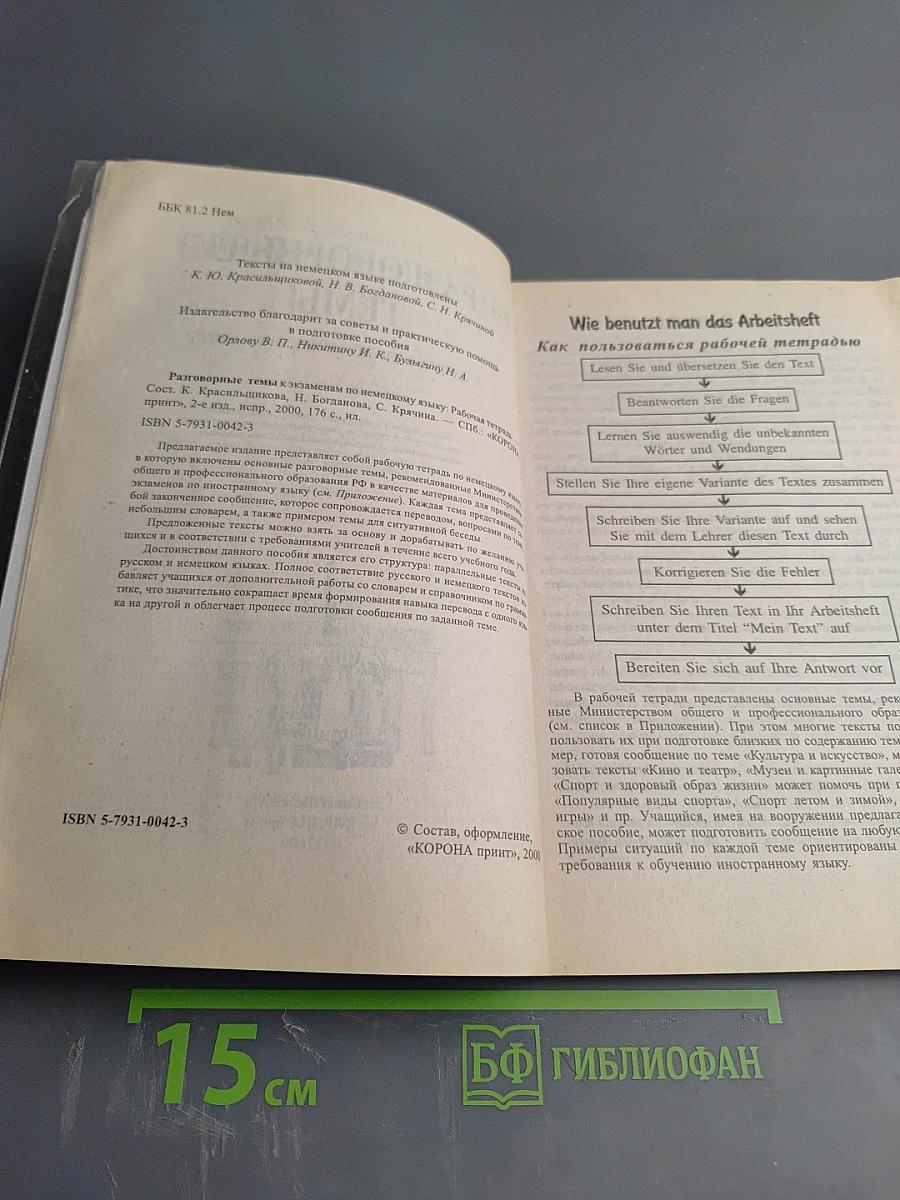 ББК 81.2 Нем
Тексты на немецком языке подготовлены
К. Ю. Красильщиковой, Н. В. Богдановой, С. Н. Крячиной
Издательство благодарит за советы и практическую помощь
в подготовке пособия
Орлову В. П., Никитину И. К., Булыгину Н. А.
Разговорные темы к экзаменам по немецкому языку: Рабочая тетрадь
Сост. К. Красильщикова, Н. Богданова, С. Крячина. — СПб.: «КОРОНА
принт», 2-е изд., испр., 2000, 176 с., ил.
ISBN 5-7931-0042-3
Предлагаемое издание представляет собой рабочую тетрадь по немецкому
в которую включены основные разговорные темы, рекомендованные Министерством
общего и профессионального образования РФ в качестве материалов для проведения
экзаменов по иностранному языку (см. Приложение). Каждая тема представляет
бой законченное сообщение, которое сопровождается переводом, вопросами по
небольшим словарем, а также примером темы для ситуативной беседы.
Предложенные тексты можно взять за основу и дорабатывать по желанию
щихся и в соответствии с требованиями учителей в течение всего учебного года.
Достоинством данного пособия является его структура: параллельные тексты на
русском и немецком языках. Полное соответствие русского и немецкого текстов
бавляет учащихся от дополнительной работы со словарем и справочником по
тике, что значительно сокращает время формирования навыка перевода с одного
ка на другой и облегчает процесс подготовки сообщения по заданной теме.
ISBN 5-7931-0042-3
© Состав, оформление,
«КОРОНА принт», 2000
Wie benutzt man das Arbeitsheft
Как пользоваться рабочей тетрадью
Lesen Sie und übersetzen Sie den Text
Beantworten Sie die Fragen
Lernen Sie auswendig die unbekannten
Wörter und Wendungen
Stellen Sie Ihre eigene Variante des Textes zusammen
Schreiben Sie Ihre Variante auf und sehen
Sie mit dem Lehrer diesen Text durch
Korrigieren Sie die Fehler
Schreiben Sie Ihren Text in Ihr Arbeitsheft
unter dem Titel “Mein Text” auf
Bereiten Sie sich auf Ihre Antwort vor
В рабочей тетради представлены основные темы, рек
ные Министерством общего и профессионального образ
(см. список в Приложении). При этом многие тексты по
пользовать их при подготовке близких по содержанию тем
мер, готовя сообщение по теме «Культура и искусство», м
зовать тексты «Кино и театр», «Музеи и картинные гале
«Спорт и здоровый образ жизни» может помочь при п
«Популярные виды спорта», «Спорт летом и зимой»,
игры» и пр. Учащийся, имея на вооружении предлага
ское пособие, может подготовить сообщение на любую
Примеры ситуаций по каждой теме ориентированы
требования к обучению иностранному языку.
15 см
БФ ГИБЛИОФАН